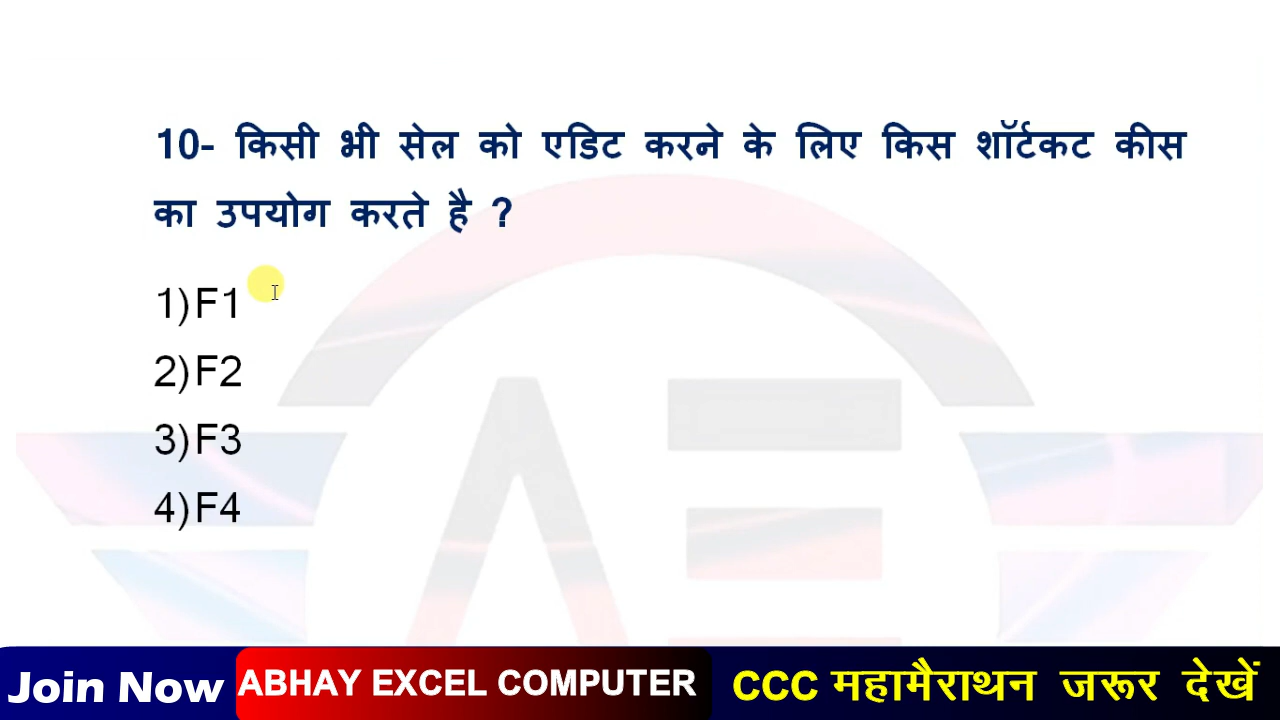 10- किसी भी सेल को एडिट करने के लिए किस शॉर्टकट कीस
का उपयोग करते है ?
1)F1
2)F2
3)F3
4)F4
Join Now ABHAY EXCEL COMPUTER CCC महामैराथन जरूर देखें